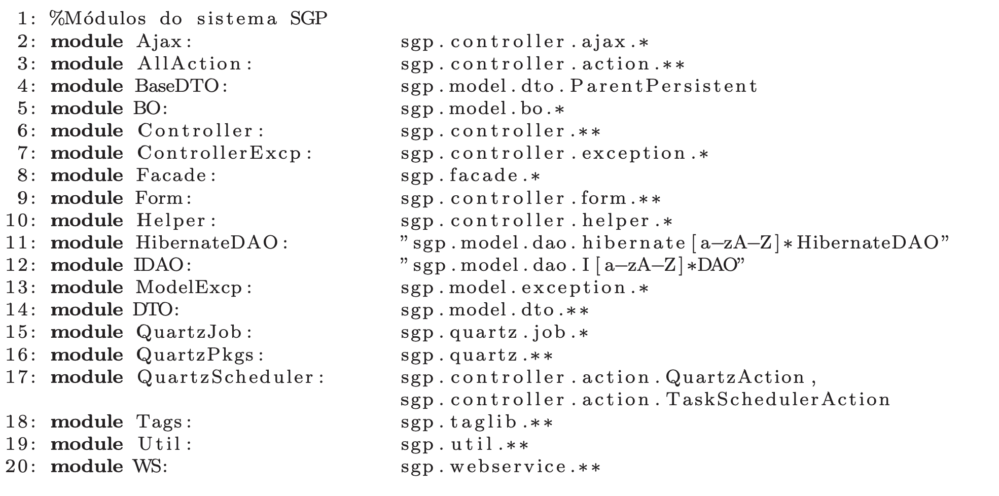 1: %Módulos do sistema SGP
2: module Ajax: sgp.controller.ajax.*
3: module AllAction: sgp.controller.action.**
4: module BaseDTO: sgp.model.dto.ParentPersistent
5: module BO: sgp.model.bo.*
6: module Controller: sgp.controller.**
7: module ControllerExcp: sgp.controller.exception.*
8: module Facade: sgp.facade.*
9: module Form: sgp.controller.form.**
10: module Helper: sgp.controller.helper.*
11: module HibernateDAO: ”sgp.model.dao.hibernate[a–zA–Z]*HibernateDAO”
12: module IDAO: ”sgp.model.dao.I[a–zA–Z]*DAO”
13: module ModelExcp: sgp.model.exception.*
14: module DTO: sgp.model.dto.**
15: module QuartzJob: sgp.quartz.job.*
16: module QuartzPkgs: sgp.quartz.**
17: module QuartzScheduler: sgp.controller.action.QuartzAction,
sgp.controller.action.TaskSchedulerAction
18: module Tags: sgp.taglib.**
19: module Util: sgp.util.**
20: module WS: sgp.webservice.**